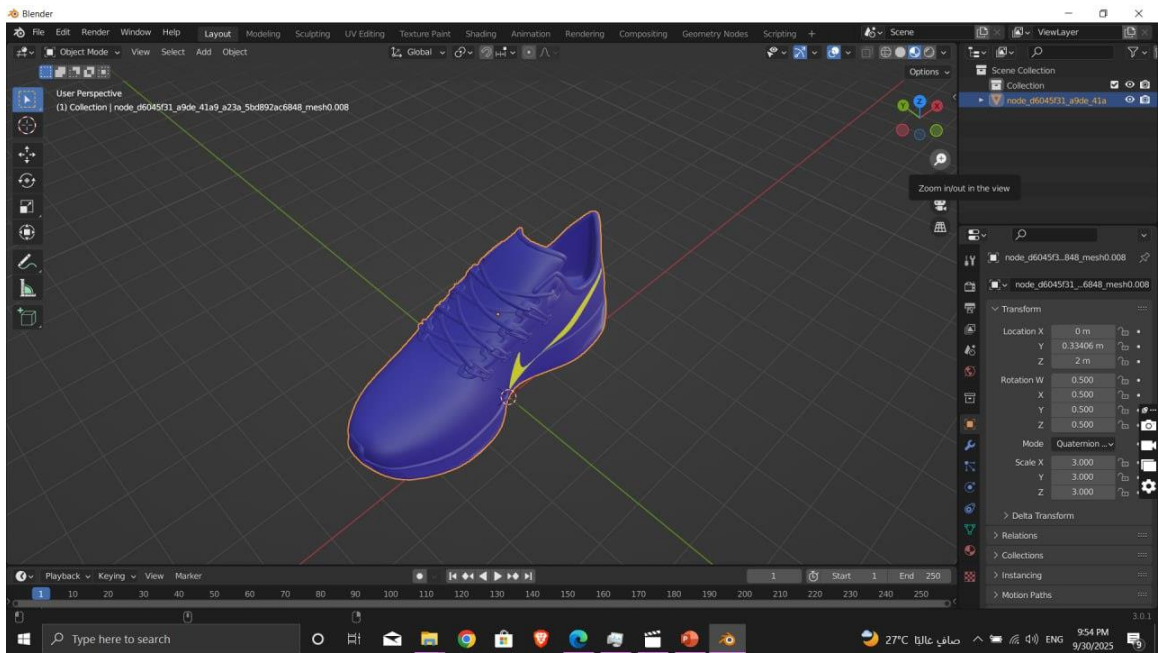 Blender
File Edit Render Window Help Layout Modeling Sculpting UV Editing Texture Paint Shading Animation Rendering Compositing Geometry Nodes Scripting + Scene ViewLayer
Object Mode View Select Add Object Global
Options
User Perspective
(1) Collection | node_d6045f31_a9de_41a9_a23a_5bd892ac6848_mesh0.008
Scene Collection
Collection
node_d6045f31_a9de_41a
Z
Y
X
Zoom in/out in the view
node_d6045f3...848_mesh0.008
node_d6045f31_...6848_mesh0.008
Transform
Location X 0 m
Y 0.33406 m
Z 2 m
Rotation W 0.500
X 0.500
Y 0.500
Z 0.500
Mode Quaternion ...
Scale X 3.000
Y 3.000
Z 3.000
Delta Transform
Relations
Collections
Instancing
Motion Paths
Playback Keying View Marker 1 Start 1 End 250
1 10 20 30 40 50 60 70 80 90 100 110 120 130 140 150 160 170 180 190 200 210 220 230 240 250
3.0.1
Type here to search
27°C صافٍ غالبًا
ENG
9:54 PM
9/30/2025
9